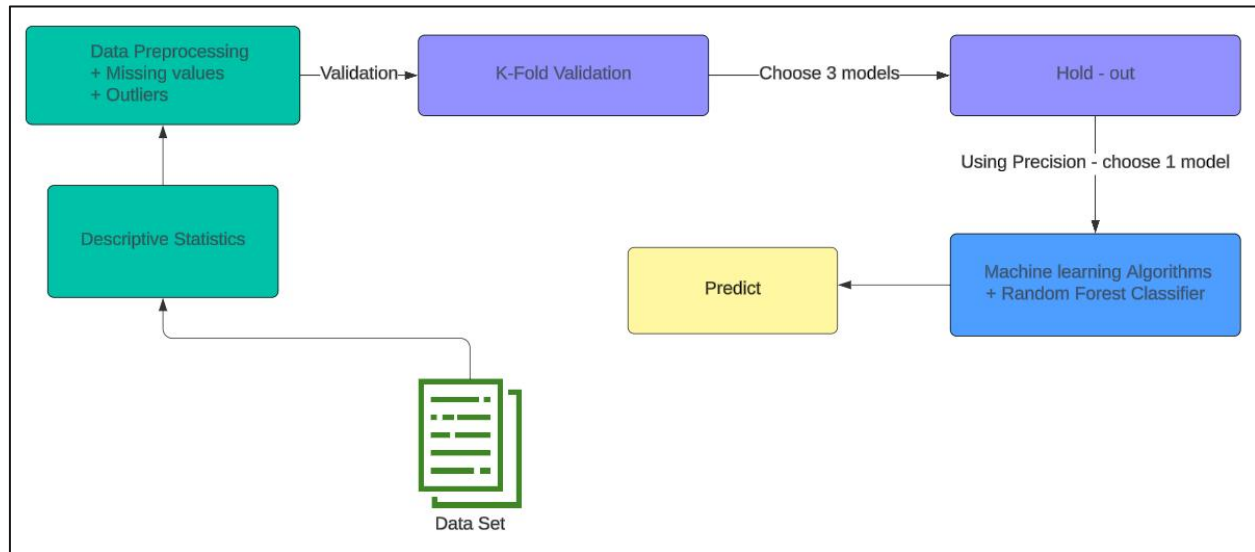 Data Preprocessing
+ Missing values
+ Outliers
Validation
K-Fold Validation
Choose 3 models
Hold - out
Using Precision - choose 1 model
Descriptive Statistics
Predict
Machine learning Algorithms
+ Random Forest Classifier
Data Set